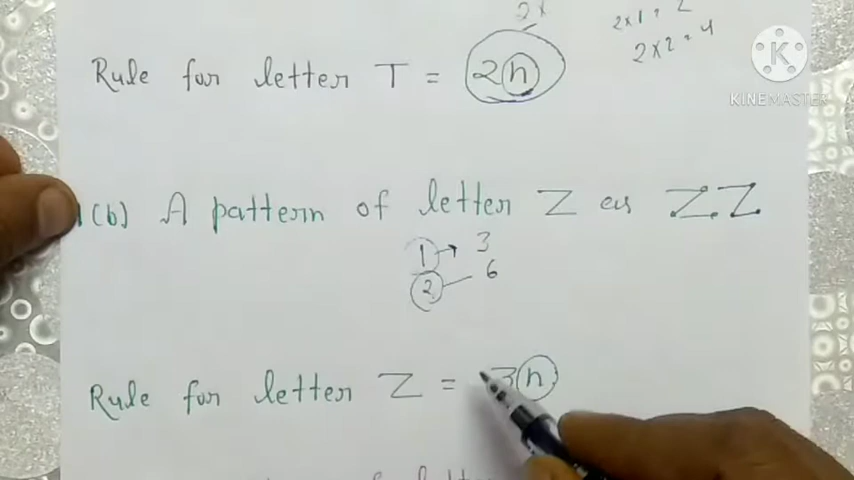 2x
2x1 = 2
2x2 = 4
K
KINEMASTER
Rule for letter T = 2n
(b) A pattern of letter Z as ZZ
1 → 3
2 - 6
Rule for letter Z = 3n